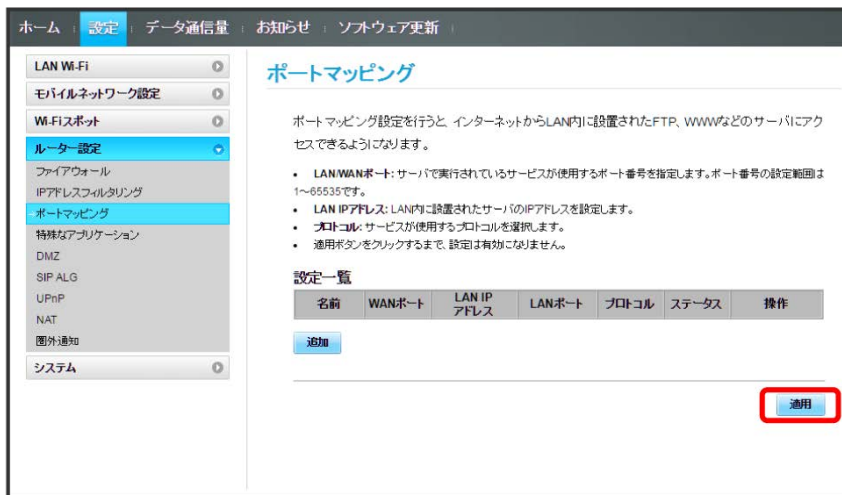 ホーム 設定 データ通信量 お知らせ ソフトウェア更新
LAN Wi-Fi
モバイルネットワーク設定
Wi-Fiスポット
ルーター設定
ファイアウォール
IPアドレスフィルタリング
ポートマッピング
特殊なアプリケーション
DMZ
SIP ALG
UPnP
NAT
圏外通知
システム
ポートマッピング
ポートマッピング設定を行うと、インターネットからLAN内に設置されたFTP、WWWなどのサーバにアク
セスできるようになります。
• LAN/WANポート: サーバで実行されているサービスが使用するポート番号を指定します。ポート番号の設定範囲は
1～65535です。
• LAN IPアドレス: LAN内に設置されたサーバのIPアドレスを設定します。
• プロトコル: サービスが使用するプロトコルを選択します。
• 適用ボタンをクリックするまで、設定は有効になりません。
設定一覧
名前 WANポート LAN IP アドレス LANポート プロトコル ステータス 操作
追加
適用